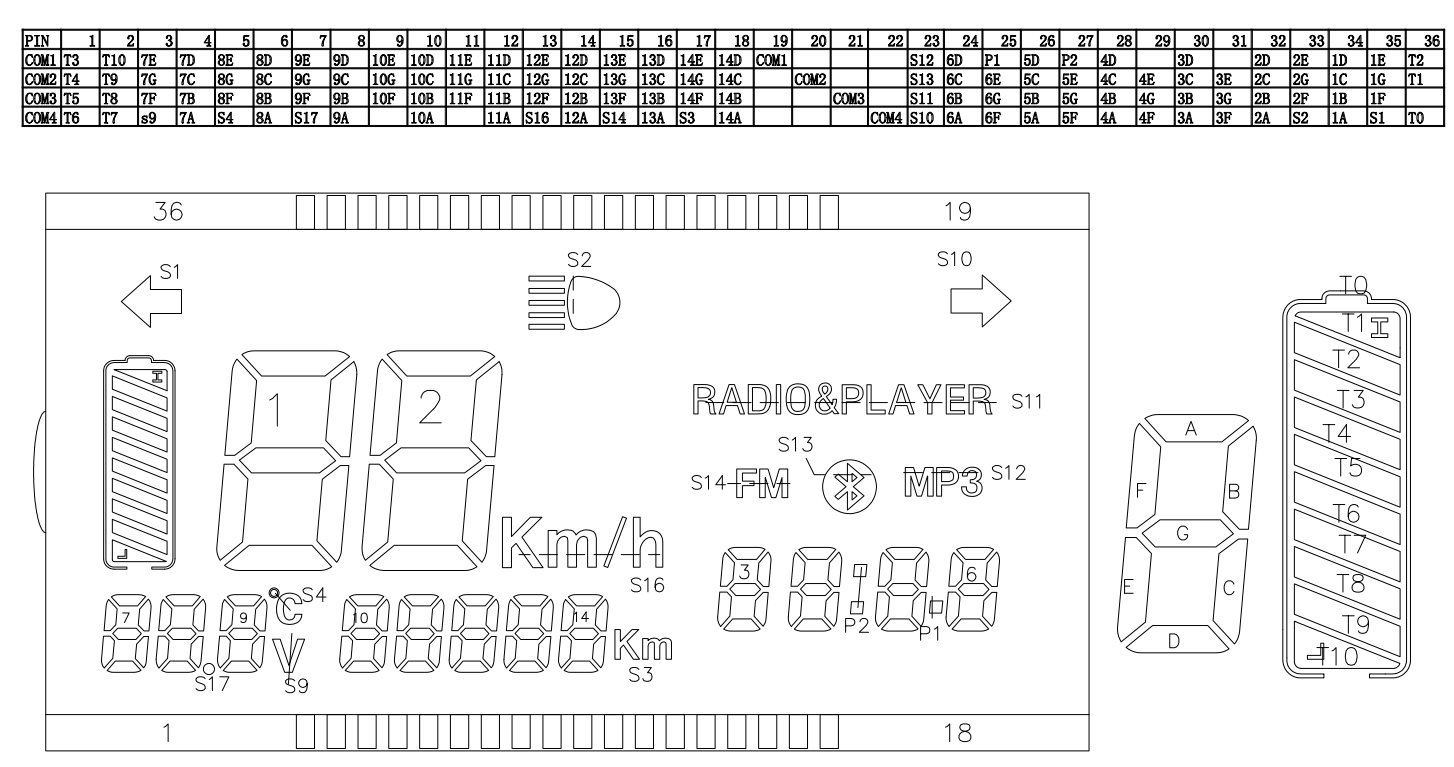 PIN 1 2 3 4 5 6 7 8 9 10 11 12 13 14 15 16 17 18 19 20 21 22 23 24 25 26 27 28 29 30 31 32 33 34 35 36
COM1 T3 T10 7E 7D 8E 8D 9E 9D 10E 10D 11E 11D 12E 12D 13E 13D 14E 14D COM1 S12 6D P1 5D P2 4D 3D 2D 2E 1D 1E T2
COM2 T4 T9 7G 7C 8G 8C 9G 9C 10G 10C 11G 11C 12G 12C 13G 13C 14G 14C COM2 S13 6C 6E 5C 5E 4C 4E 3C 3E 2C 2G 1C 1G T1
COM3 T5 T8 7F 7B 8F 8B 9F 9B 10F 10B 11F 11B 12F 12B 13F 13B 14F 14B COM3 S11 6B 6G 5B 5G 4B 4G 3B 3G 2B 2F 1B 1F
COM4 T6 T7 s9 7A S4 8A S17 9A 10A 11A S16 12A S14 13A S3 14A COM4 S10 6A 6F 5A 5F 4A 4F 3A 3F 2A S2 1A S1 T0
36 19
S1 S2 S10
T0
H T1 H
T2
1 2 RADIO&PLAYER S11 T3
A
S13 T4
S14 FM MP3 S12 T5
F B
T6
G
L Km/h T7
S16 3 6 E C T8
7 9 °C S4 10 14 P2 P1 T9
V Km D
S17 S9 S3 L T10
1 18